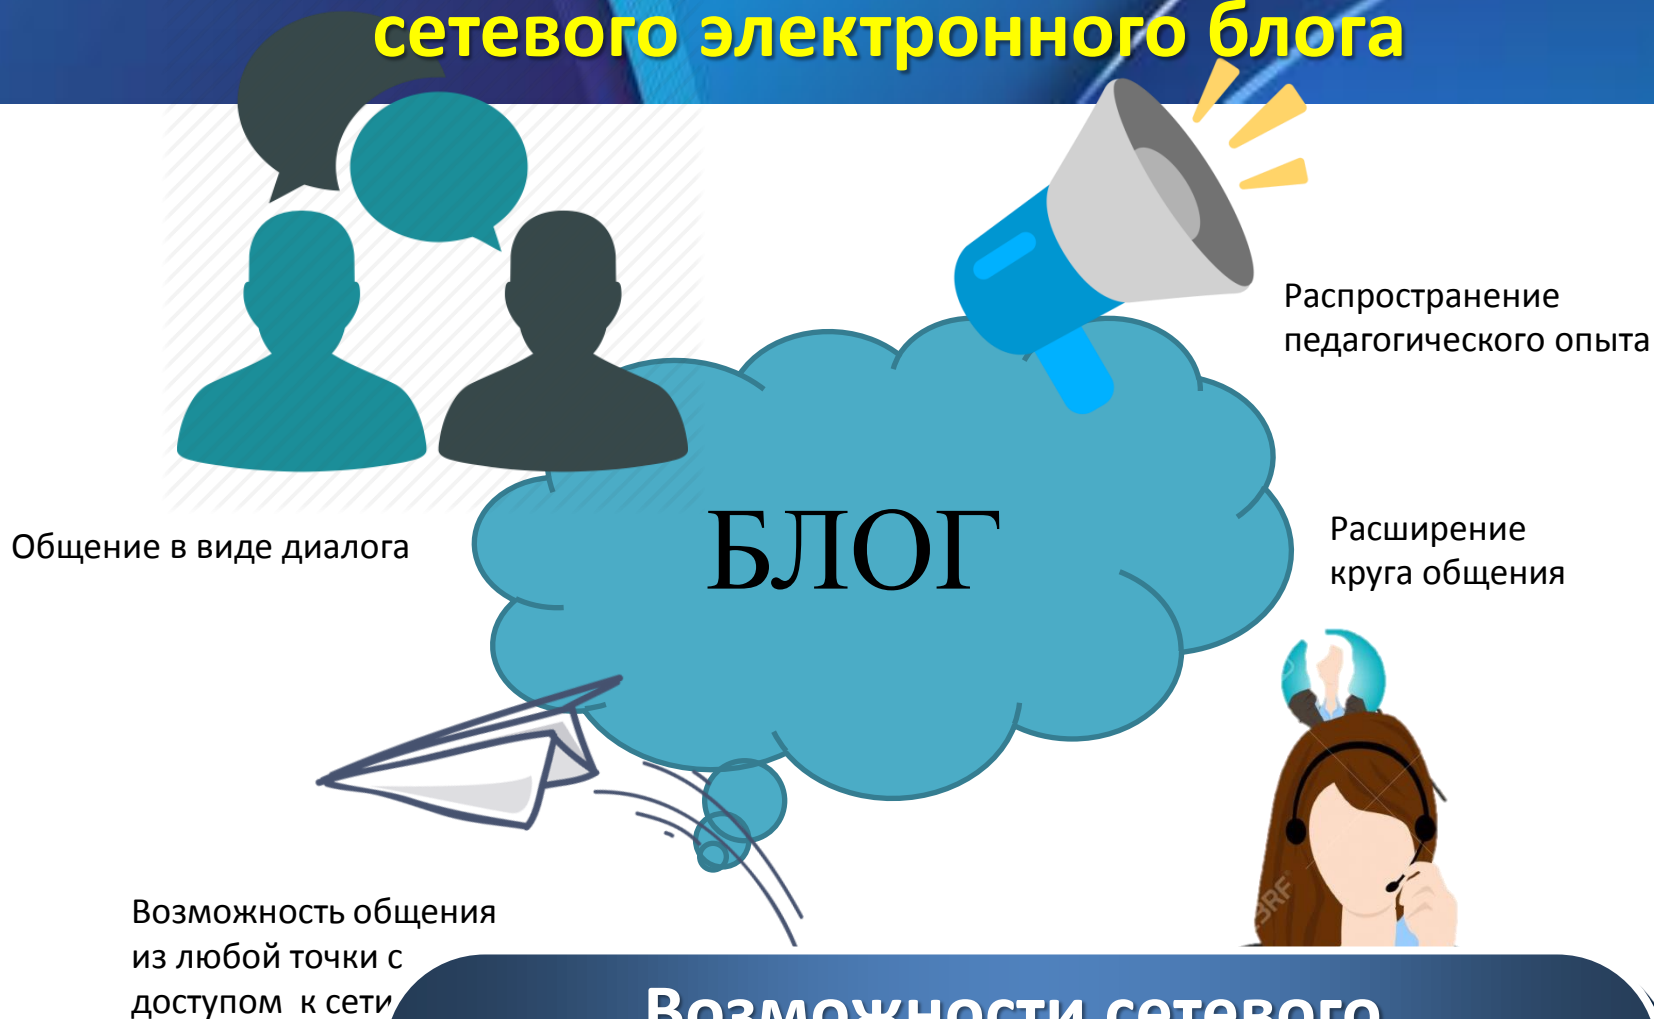 сетевого электронного блога
Распространение
педагогического опыта
Общение в виде диалога
БЛОГ
Расширение
круга общения
Возможность общения
из любой точки с
доступом к сети
Возможности сетевого